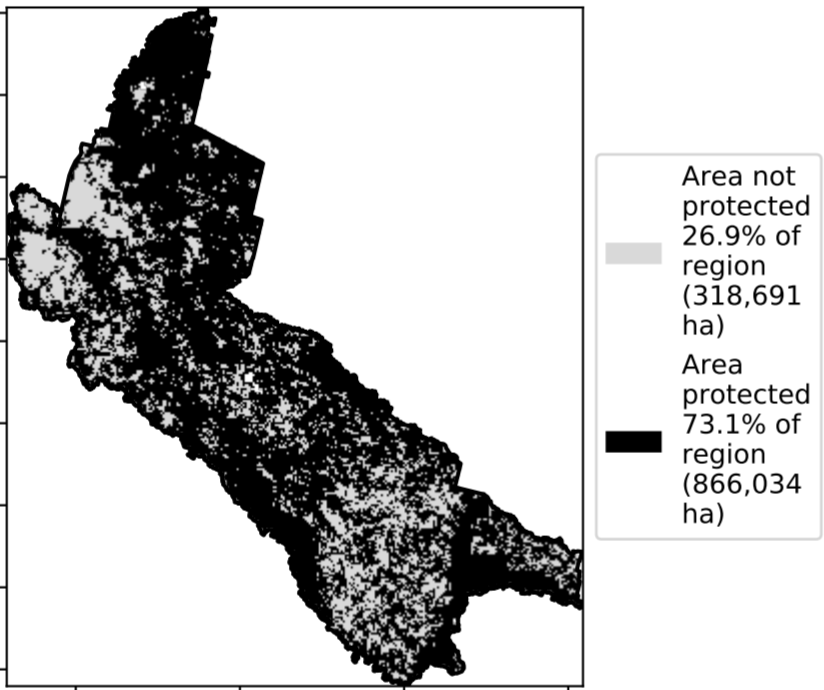 Area not
protected
26.9% of
region
(318,691
ha)
Area
protected
73.1% of
region
(866,034
ha)